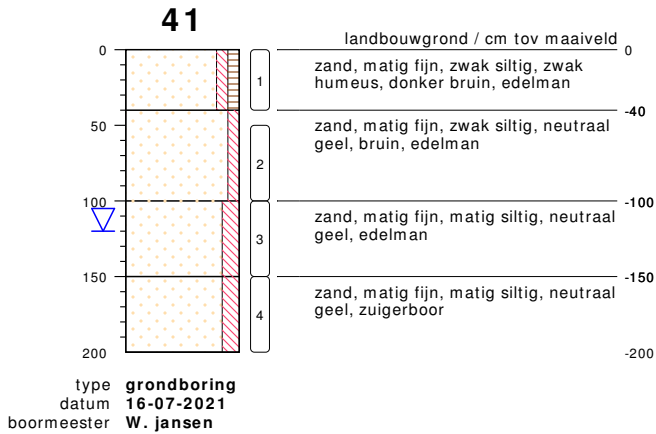 41
landbouwgrond / cm tov maaiveld
0
0
zand, matig fijn, zwak siltig, zwak
humeus, donker bruin, edelman
1
-40
50
zand, matig fijn, zwak siltig, neutraal
geel, bruin, edelman
2
100
-100
zand, matig fijn, matig siltig, neutraal
geel, edelman
3
150
-150
zand, matig fijn, matig siltig, neutraal
geel, zuigerboor
4
200
-200
type grondboring
datum 16-07-2021
boormeester W. jansen